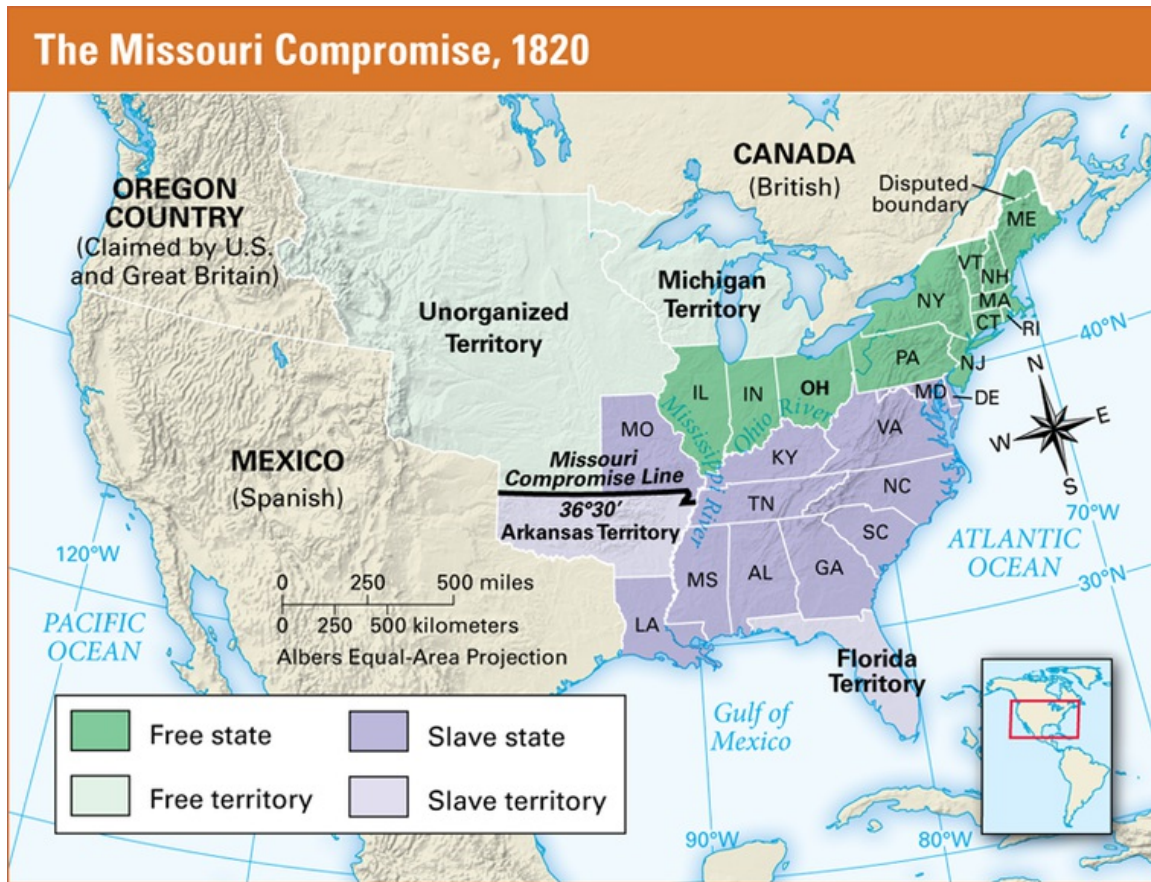 The Missouri Compromise, 1820
CANADA
(British)
OREGON
COUNTRY
(Claimed by U.S.
and Great Britain)
Disputed
boundary
ME
VT
NH
NY
MA
CT
RI
40°N
Michigan
Territory
Unorganized
Territory
PA
NJ
IL
IN
OH
MD
DE
N
E
W
S
Mississippi River
Ohio River
MO
VA
KY
MEXICO
(Spanish)
Missouri
Compromise Line
36°30'
Arkansas Territory
TN
NC
SC
70°W
ATLANTIC
OCEAN
120°W
MS
AL
GA
30°N
0 250 500 miles
0 250 500 kilometers
Albers Equal-Area Projection
PACIFIC
OCEAN
LA
Florida
Territory
Gulf of
Mexico
Free state
Slave state
Free territory
Slave territory
90°W
80°W